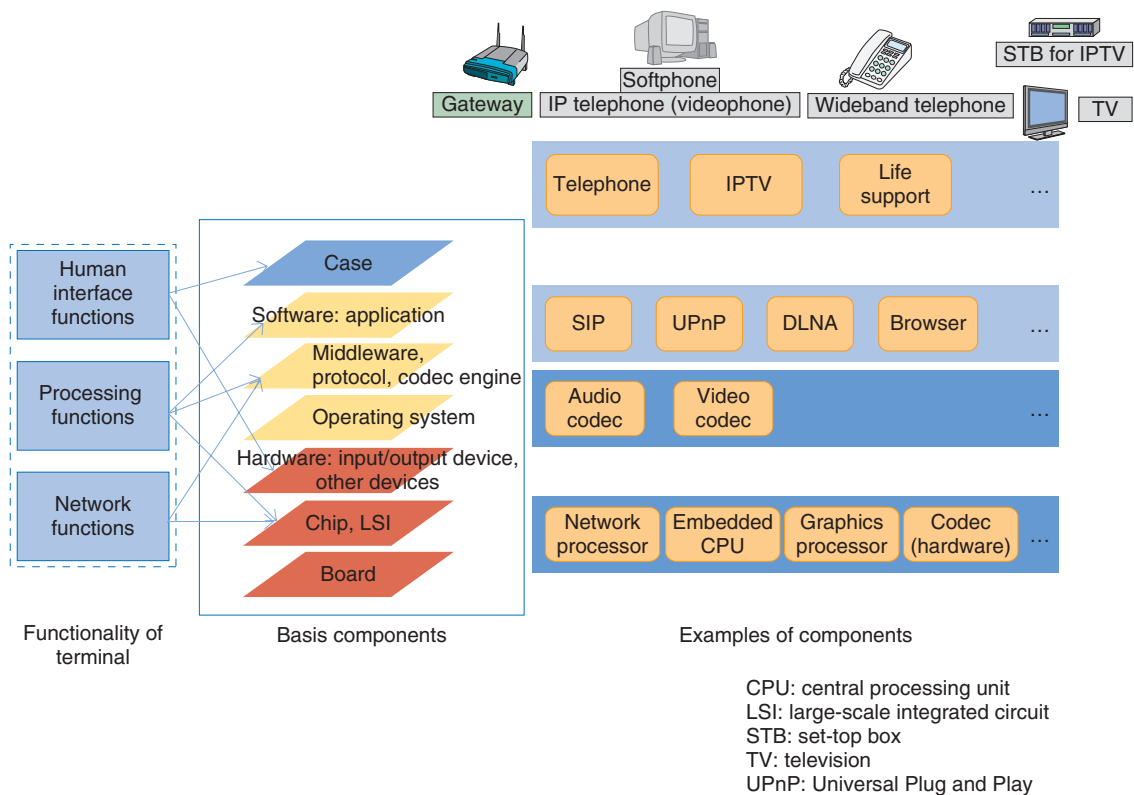 STB for IPTV
Softphone
Gateway
IP telephone (videophone)
Wideband telephone
TV
Telephone
IPTV
Life
support
...
Human
interface
functions
Processing
functions
Network
functions
Case
Software: application
Middleware,
protocol, codec engine
Operating system
Hardware: input/output device,
other devices
Chip, LSI
Board
SIP
UPnP
DLNA
Browser
...
Audio
codec
Video
codec
...
Network
processor
Embedded
CPU
Graphics
processor
Codec
(hardware)
...
Functionality of
terminal
Basis components
Examples of components
CPU: central processing unit
LSI: large-scale integrated circuit
STB: set-top box
TV: television
UPnP: Universal Plug and Play